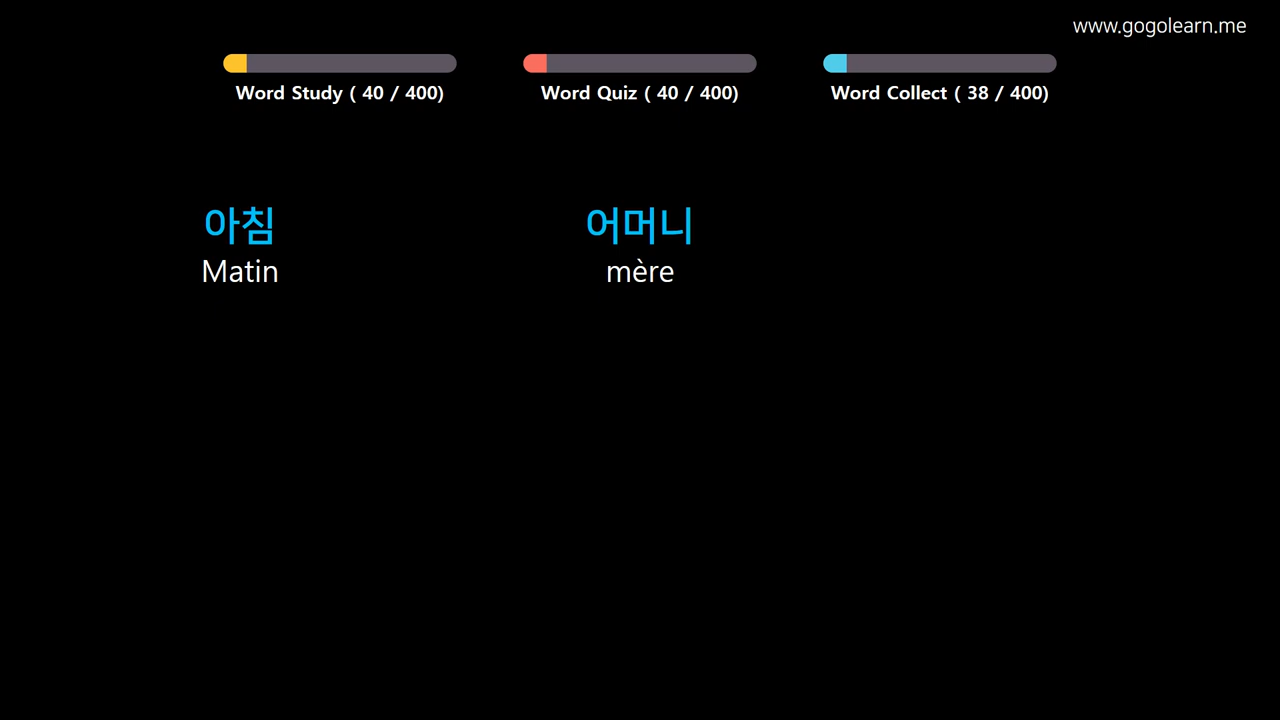 www.gogolearn.me
Word Study ( 40 / 400)
Word Quiz ( 40 / 400)
Word Collect ( 38 / 400)
아침
Matin
어머니
mère